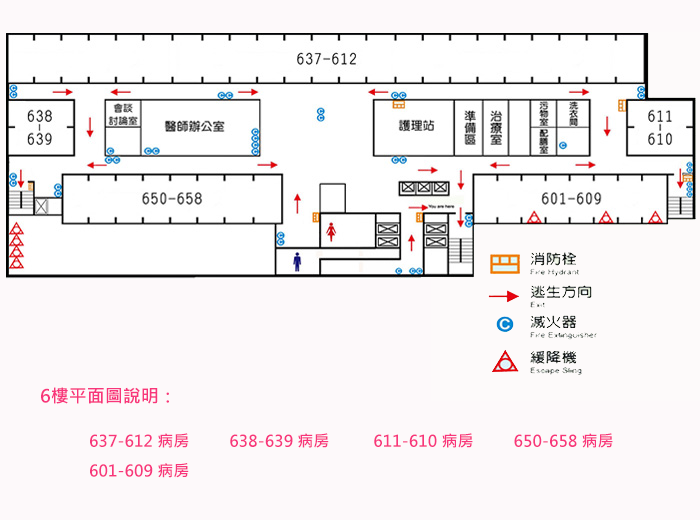 637-612
638
-
639
會談
討論室
醫師辦公室
護理站
準備區
治療室
污物室
配膳室
洗衣間
611
-
610
650-658
You are here
601-609
消防栓
Fire Hydrant
逃生方向
Exit
滅火器
Fire Extinguisher
緩降機
Escape Sling
6樓平面圖說明：
637-612 病房 638-639 病房 611-610 病房 650-658 病房
601-609 病房